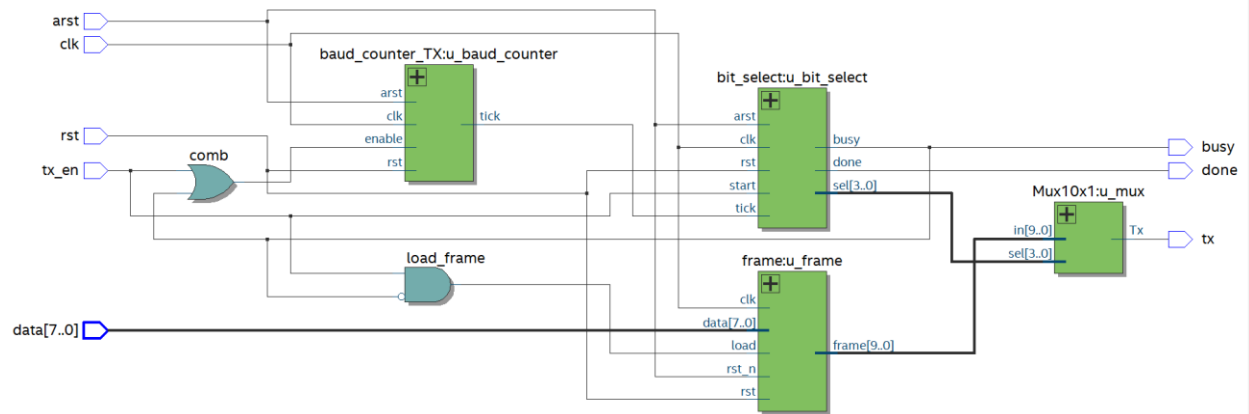 arst
clk
rst
tx_en
data[7..0]
comb
load_frame
baud_counter_TX:u_baud_counter
arst
clk
enable
rst
tick
bit_select:u_bit_select
arst
clk
rst
start
tick
busy
done
sel[3..0]
frame:u_frame
clk
data[7..0]
load
rst_n
rst
frame[9..0]
Mux10x1:u_mux
in[9..0]
sel[3..0]
Tx
busy
done
tx